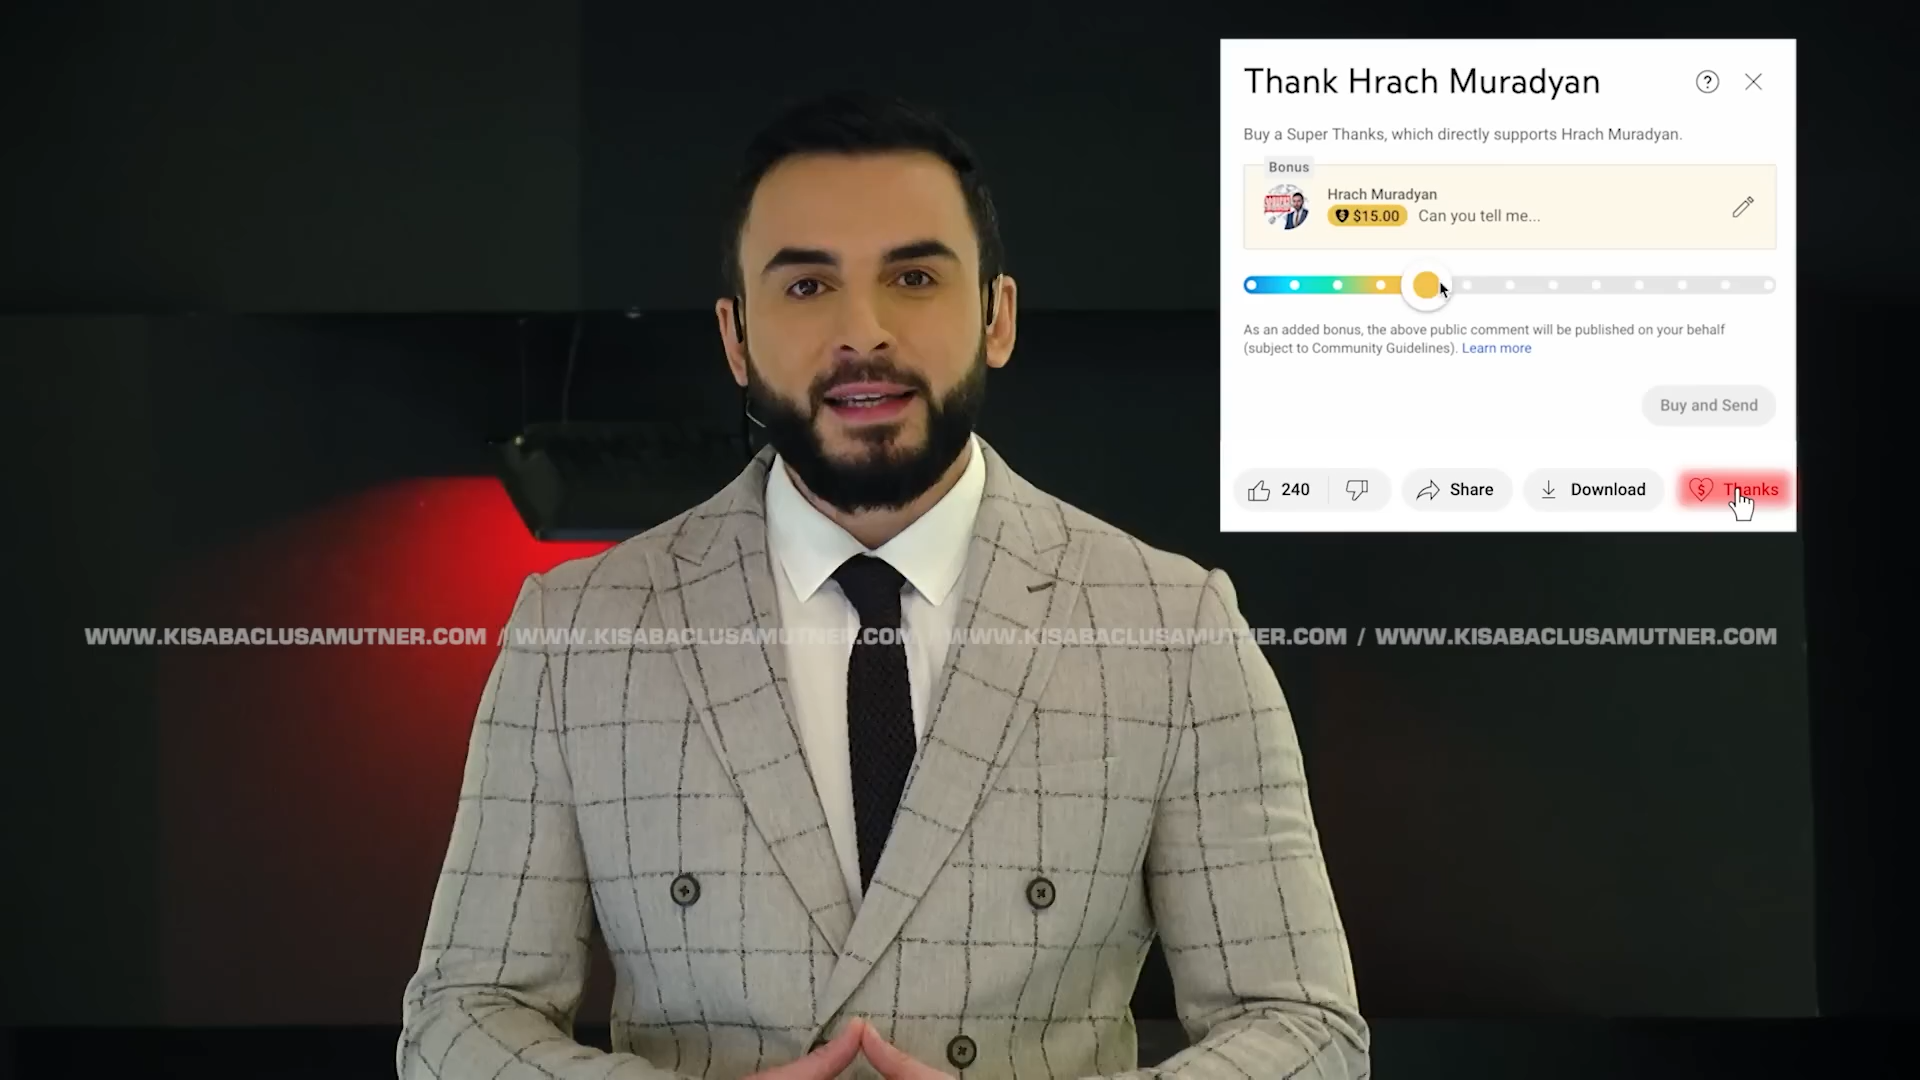 Thank Hrach Muradyan
Buy a Super Thanks, which directly supports Hrach Muradyan.
Bonus
Hrach Muradyan
$15.00 Can you tell me...
As an added bonus, the above public comment will be published on your behalf
(subject to Community Guidelines). Learn more
Buy and Send
240 Share Download Thanks
WWW.KISABACLUSAMUTNER.COM / WWW.KISABACLUSAMUTNER.COM / WWW.KISABACLUSAMUTNER.COM / WWW.KISABACLUSAMUTNER.COM